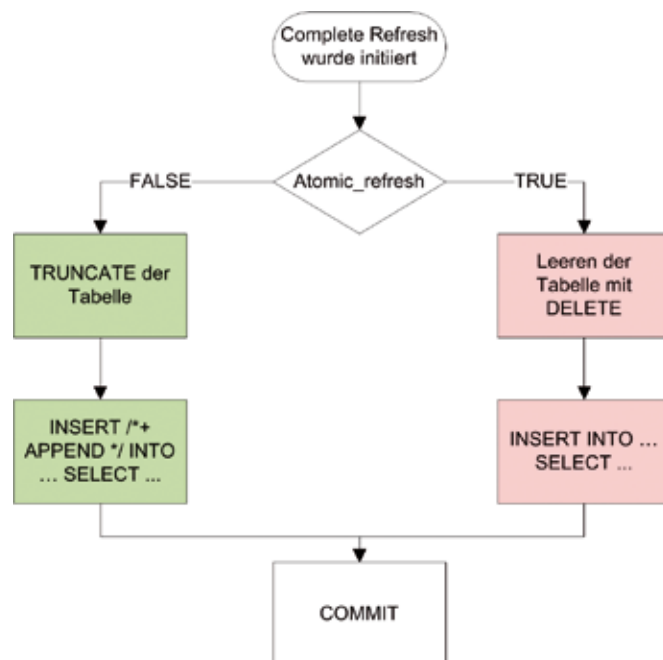 Complete Refresh
wurde initiiert
FALSE
Atomic_refresh
TRUE
TRUNCATE der
Tabelle
Leeren der
Tabelle mit
DELETE
INSERT /*+
APPEND */ INTO
... SELECT ...
INSERT INTO ...
SELECT ...
COMMIT